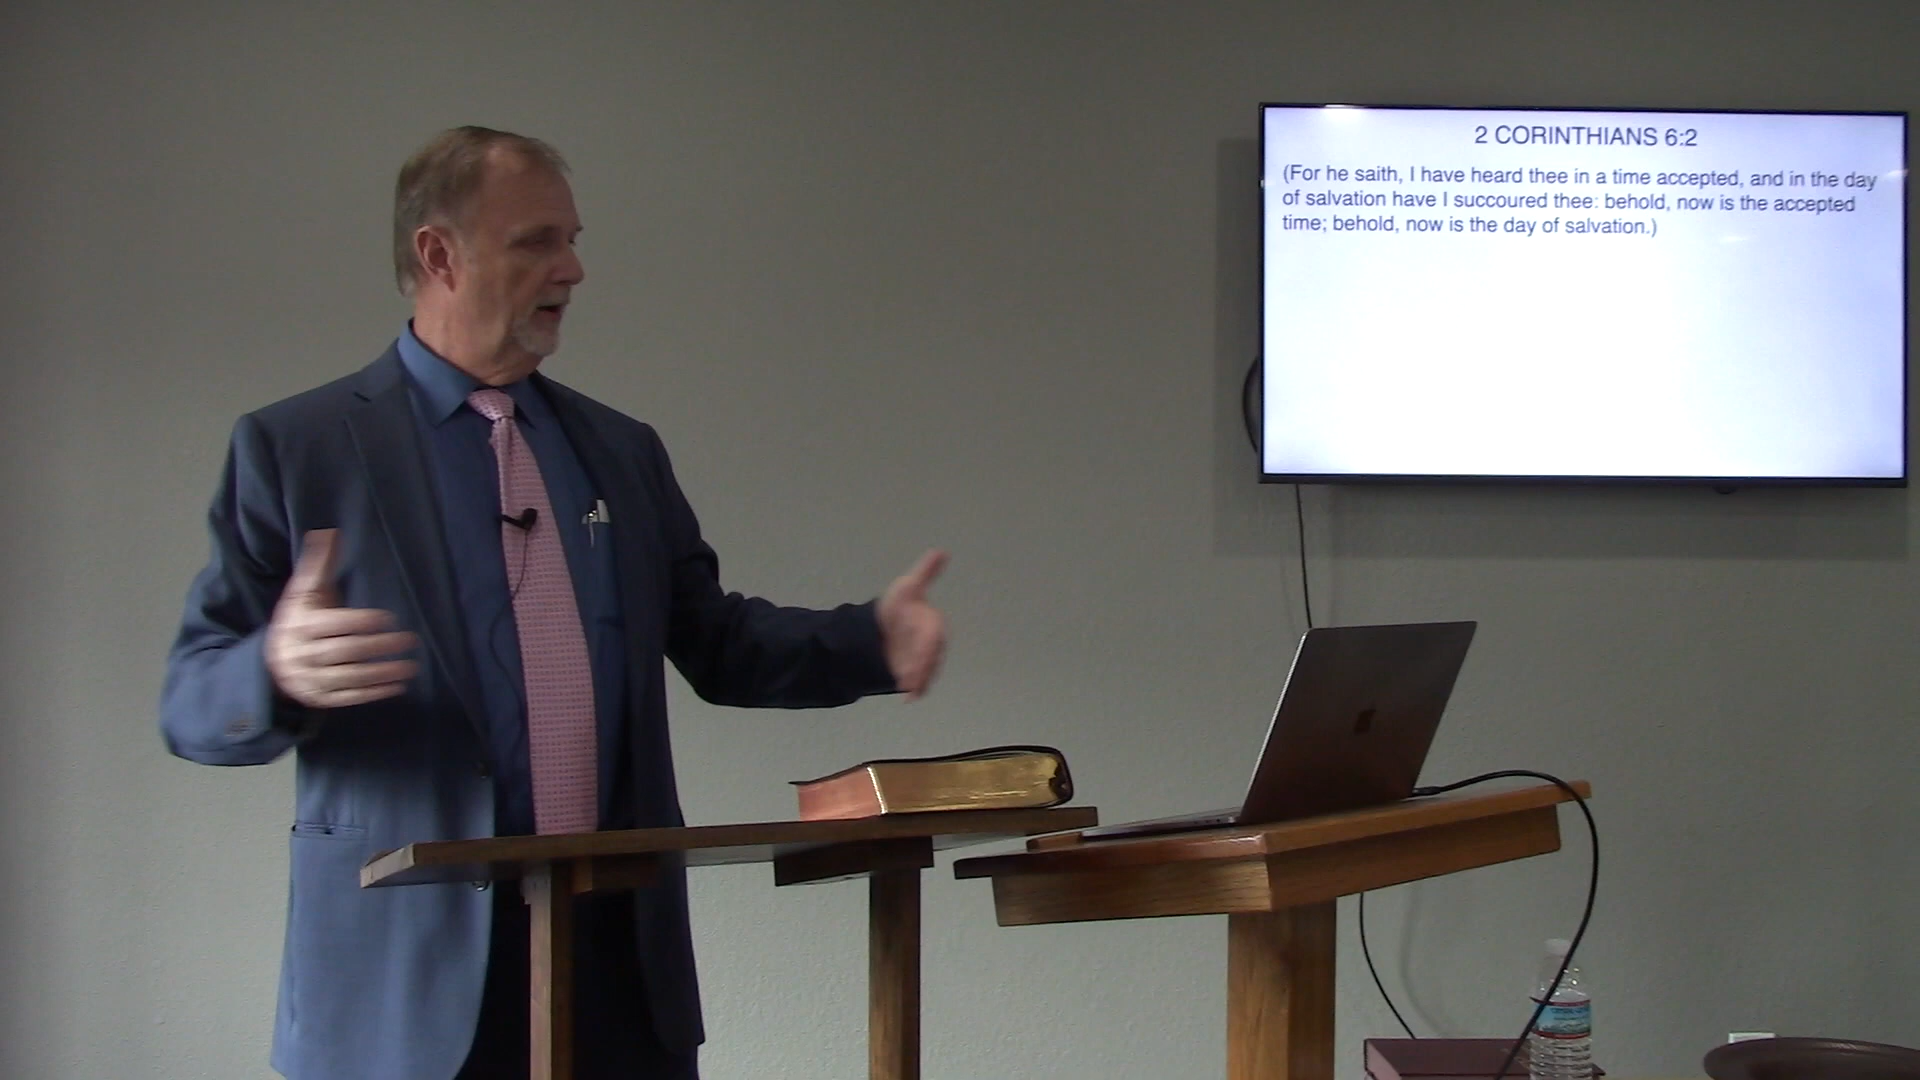 2 CORINTHIANS 6:2
(For he saith, I have heard thee in a time accepted, and in the day
of salvation have I succoured thee: behold, now is the accepted
time; behold, now is the day of salvation.)